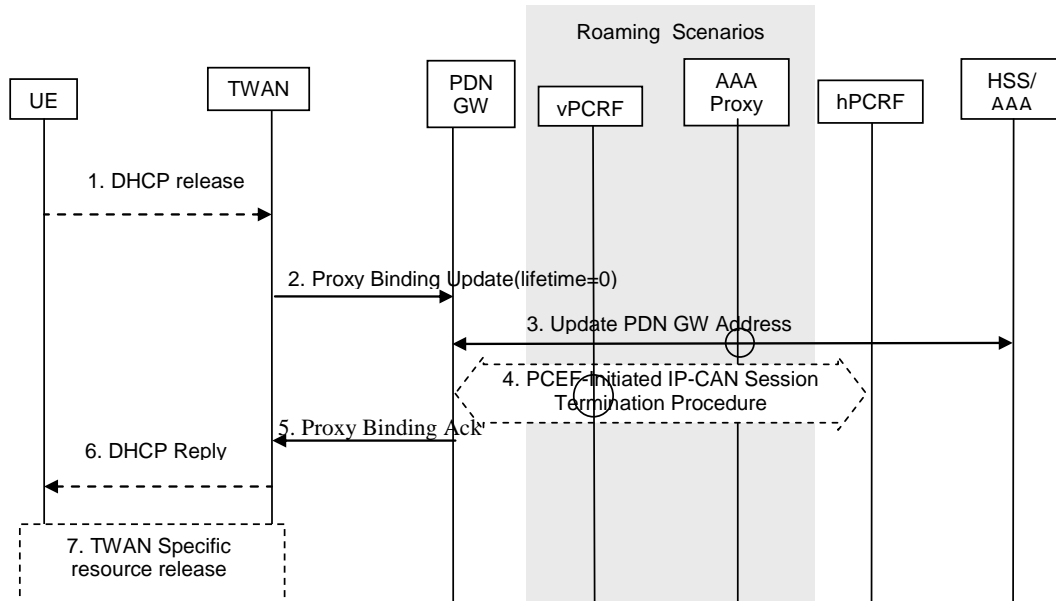 Roaming Scenarios
UE
TWAN
PDN
GW
vPCRF
AAA
Proxy
hPCRF
HSS/
AAA
1. DHCP release
2. Proxy Binding Update(lifetime=0)
3. Update PDN GW Address
4. PCEF-Initiated IP-CAN Session
Termination Procedure
5. Proxy Binding Ack
6. DHCP Reply
7. TWAN Specific
resource release